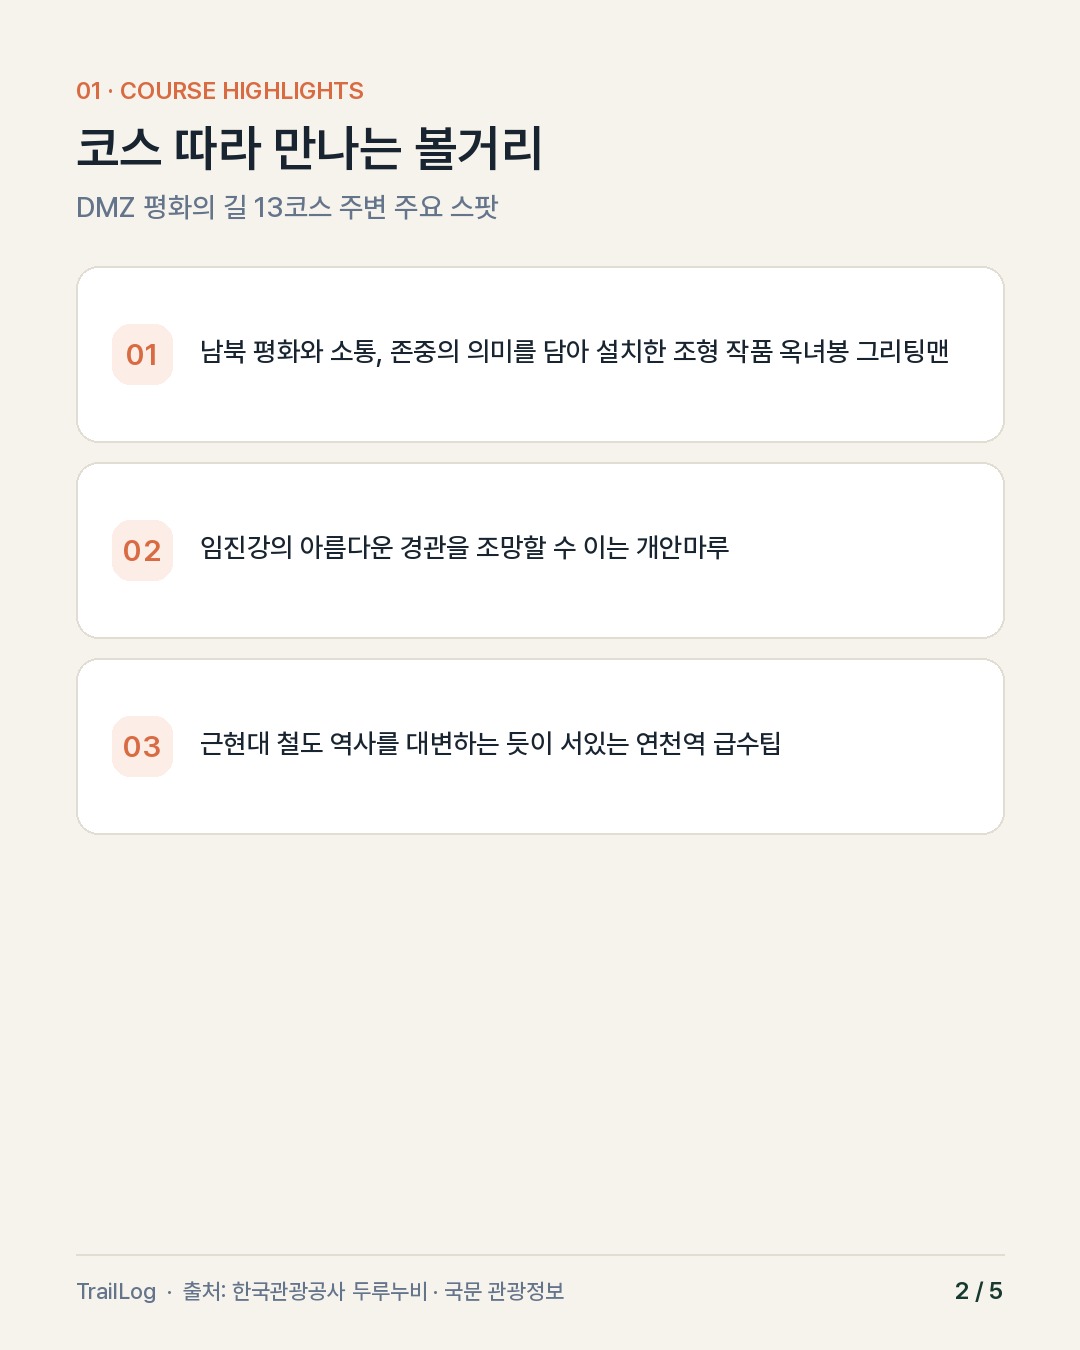 01 · COURSE HIGHLIGHTS
코스 따라 만나는 볼거리
DMZ 평화의 길 13코스 주변 주요 스팟
01
남북 평화와 소통, 존중의 의미를 담아 설치한 조형 작품 옥녀봉 그리팅맨
02
임진강의 아름다운 경관을 조망할 수 이는 개안마루
03
근현대 철도 역사를 대변하는 듯이 서있는 연천역 급수팁
TrailLog · 출처: 한국관광공사 두루누비 · 국문 관광정보
2 / 5